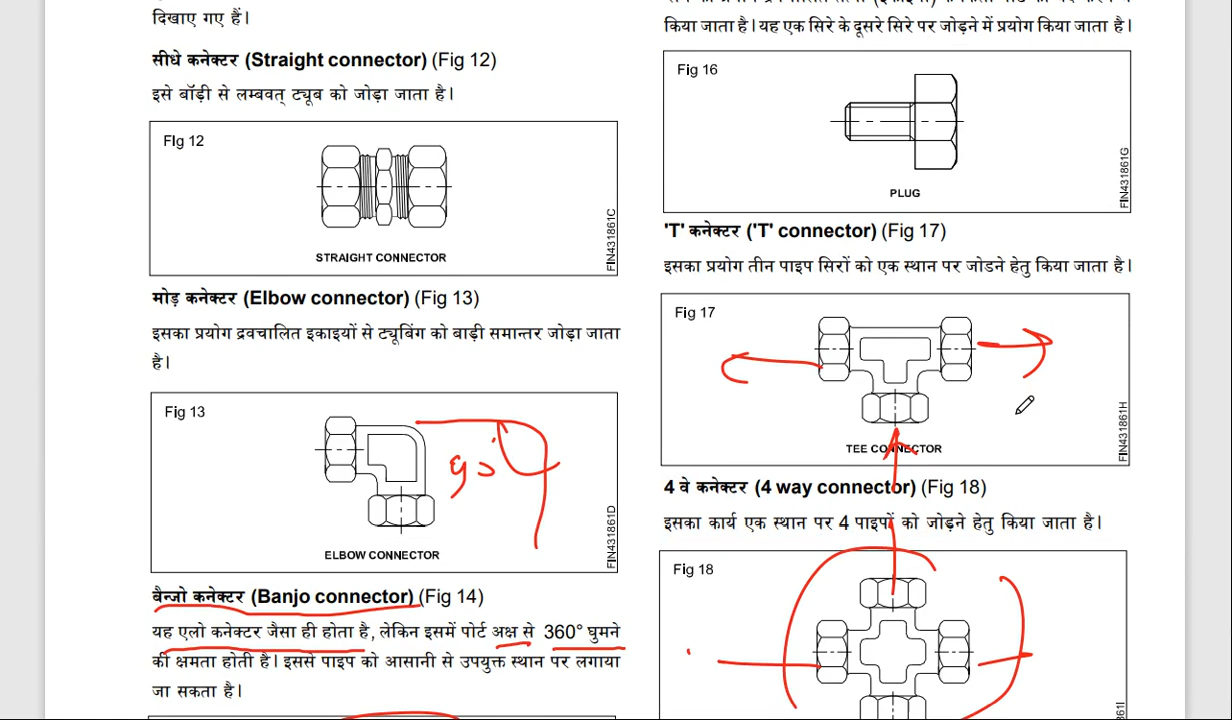 दिखाए गए हैं।
सीधे कनेक्टर (Straight connector) (Fig 12)
इसे बॉड़ी से लम्बवत् ट्यूब को जोड़ा जाता है।
FIg 12
STRAIGHT CONNECTOR
FIN431861C
मोड़ कनेक्टर (Elbow connector) (Fig 13)
इसका प्रयोग द्रवचालित इकाइयों से ट्यूबिंग को बाड़ी समान्तर जोड़ा जाता
है।
Fig 13
90°
ELBOW CONNECTOR
FIN431861D
बैन्जो कनेक्टर (Banjo connector) (Fig 14)
यह एलो कनेक्टर जैसा ही होता है, लेकिन इसमें पोर्ट अक्ष से 360° घुमने
की क्षमता होती है। इससे पाइप को आसानी से उपयुक्त स्थान पर लगाया
जा सकता है।
किया जाता है। यह एक सिरे के दूसरे सिरे पर जोड़ने में प्रयोग किया जाता है।
Fig 16
PLUG
FIN431861G
'T' कनेक्टर ('T' connector) (Fig 17)
इसका प्रयोग तीन पाइप सिरों को एक स्थान पर जोडने हेतु किया जाता है।
Fig 17
TEE CONNECTOR
FIN431861H
4 वे कनेक्टर (4 way connector) (Fig 18)
इसका कार्य एक स्थान पर 4 पाइपों को जोड़ने हेतु किया जाता है।
Fig 18